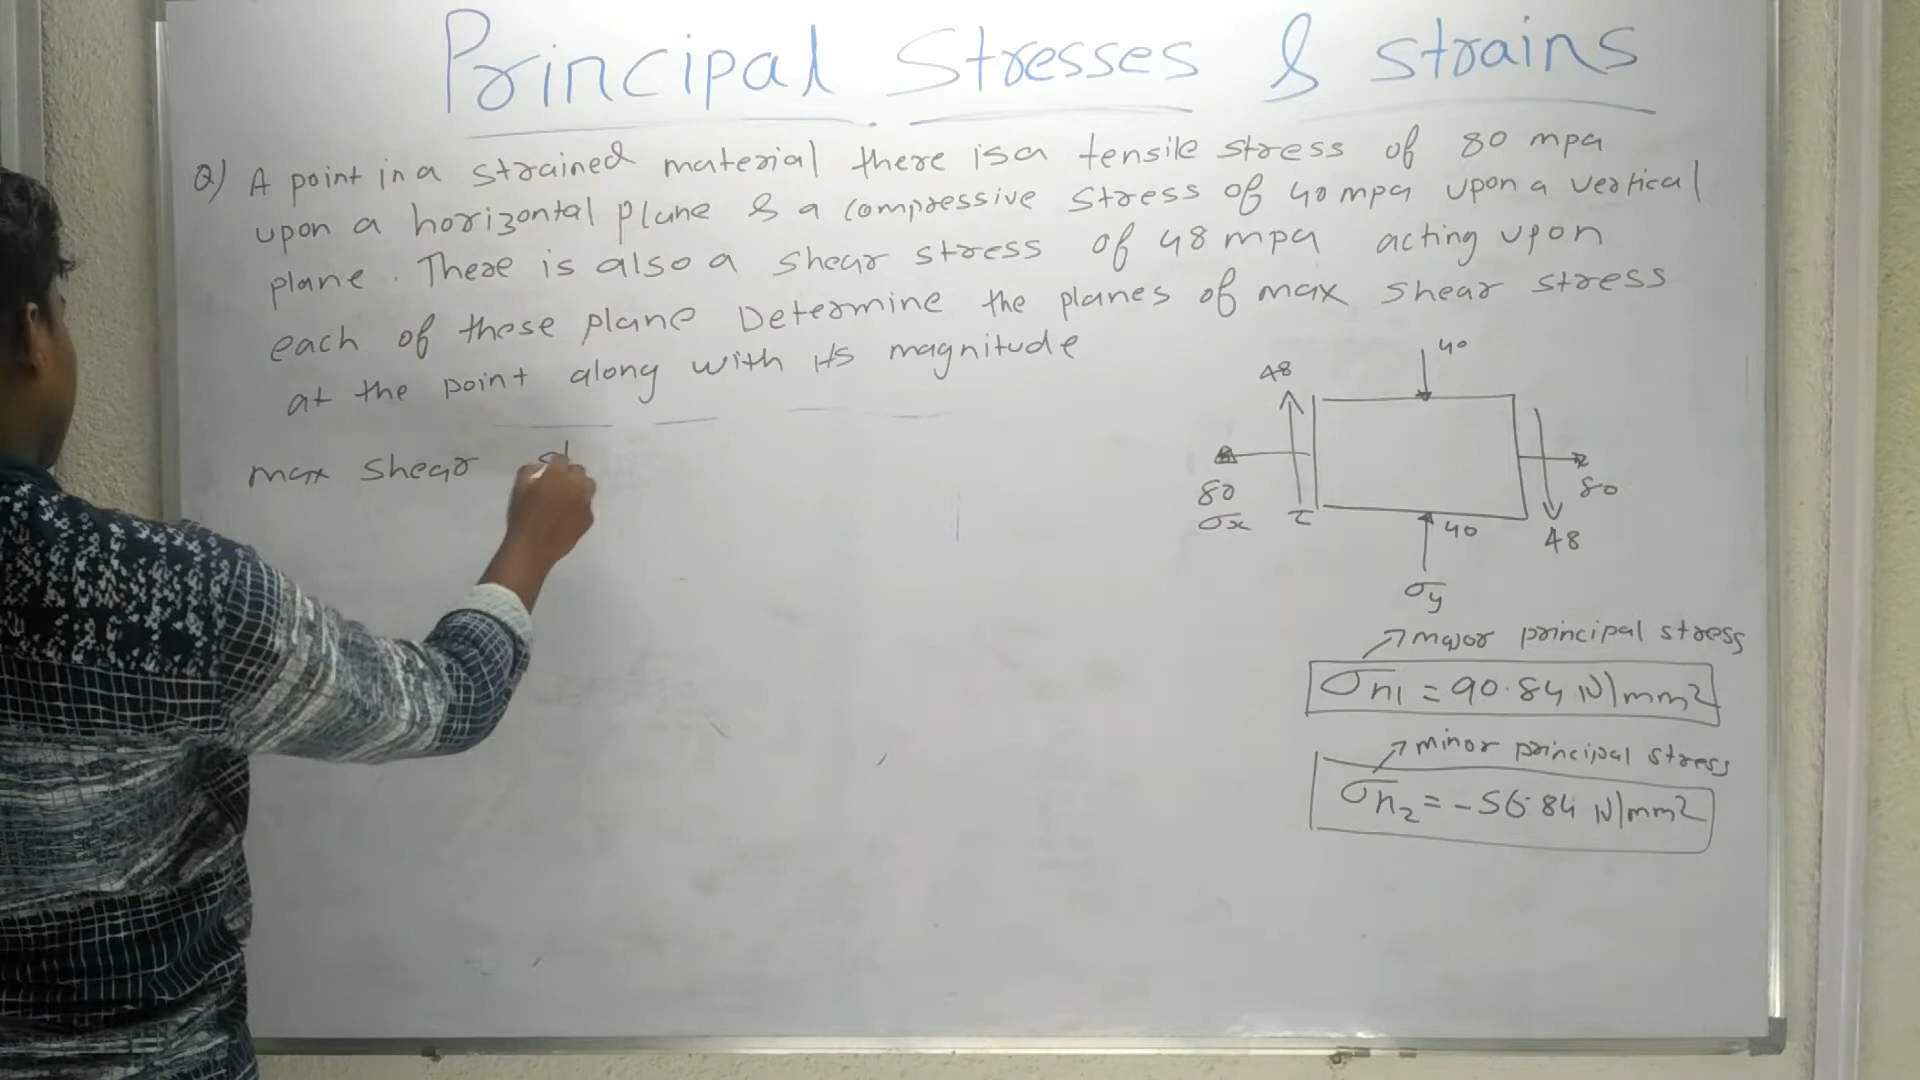 Principal Stresses & strains
Q) A point in a strained material there is a tensile stress of 80 mpa
upon a horizontal plane & a compressive stress of 40 mpa upon a vertical
plane. There is also a shear stress of 48 mpa acting upon
each of these plane Determine the planes of max shear stress
at the point along with its magnitude
max shear
40
48
80
σx
τ
80
40
48
σy
major principal stress
σn1 = 90.84 N/mm2
minor principal stress
σn2 = -56.84 N/mm2